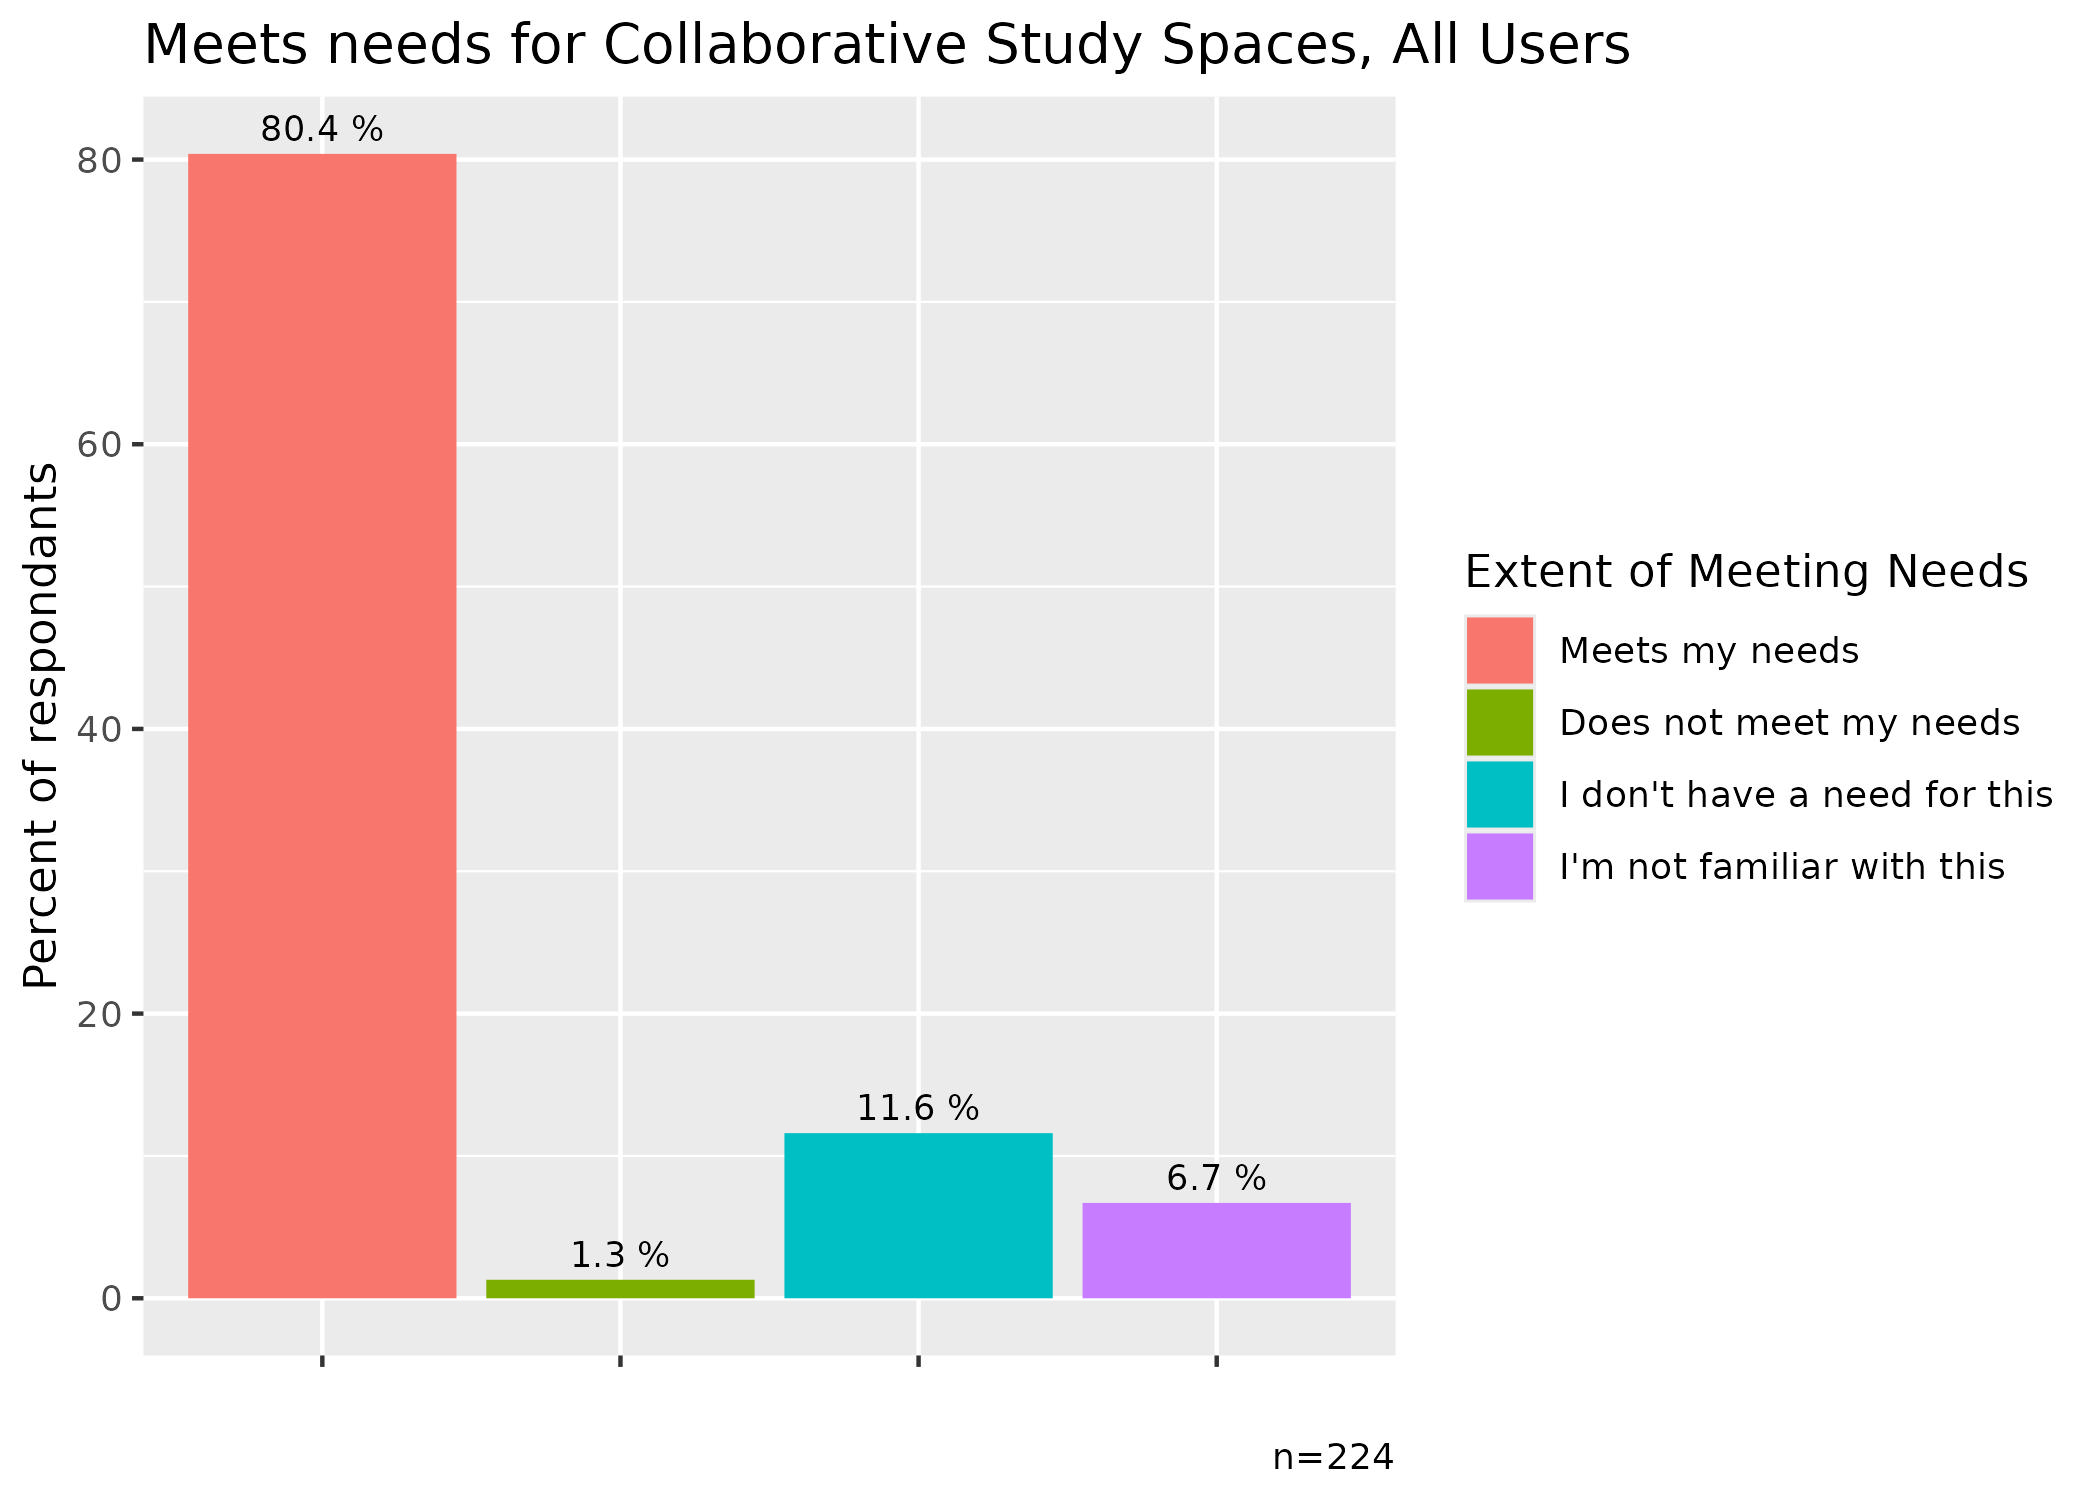 Meets needs for Collaborative Study Spaces, All Users
Percent of respondants
80
60
40
20
0
80.4 %
1.3 %
11.6 %
6.7 %
Extent of Meeting Needs
Meets my needs
Does not meet my needs
I don't have a need for this
I'm not familiar with this
n=224